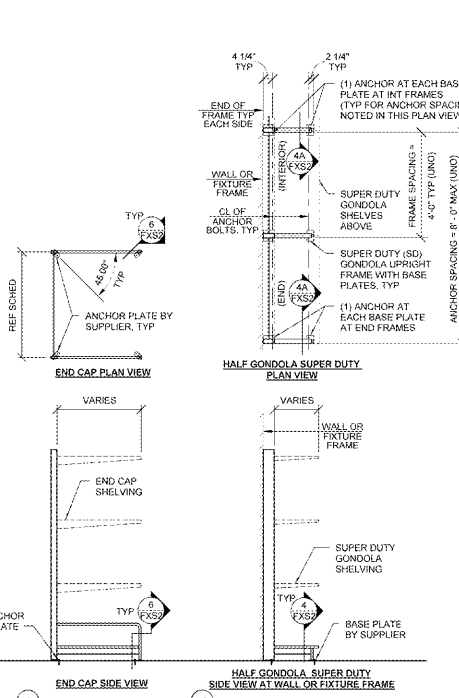 4 1/4"
TYP
2 1/4"
TYP
END OF
FRAME TYP
EACH SIDE
(1) ANCHOR AT EACH BAS
PLATE AT INT FRAMES
(TYP FOR ANCHOR SPACIN
NOTED IN THIS PLAN VIEW
(INTERIOR)
4A
FXS2
WALL OR
FIXTURE
FRAME
SUPER DUTY
GONDOLA
SHELVES
ABOVE
FRAME SPACING =
4'-0" TYP (UNO)
ANCHOR SPACING = 8' - 0" MAX (UNO)
CL OF
ANCHOR
BOLTS, TYP
SUPER DUTY (SD)
GONDOLA UPRIGHT
FRAME WITH BASE
PLATES, TYP
(END)
4A
FXS2
(1) ANCHOR AT
EACH BASE PLATE
AT END FRAMES
HALF GONDOLA SUPER DUTY
PLAN VIEW
TYP
6
FXS2
45.00°
TYP
REF SCHED
ANCHOR PLATE BY
SUPPLIER, TYP
END CAP PLAN VIEW
VARIES
END CAP
SHELVING
TYP
6
FXS2
CHOR
ATE
END CAP SIDE VIEW
VARIES
WALL OR
FIXTURE
FRAME
SUPER DUTY
GONDOLA
SHELVING
TYP
4
FXS2
BASE PLATE
BY SUPPLIER
HALF GONDOLA SUPER DUTY
SIDE VIEW AT WALL OR FIXTURE FRAME